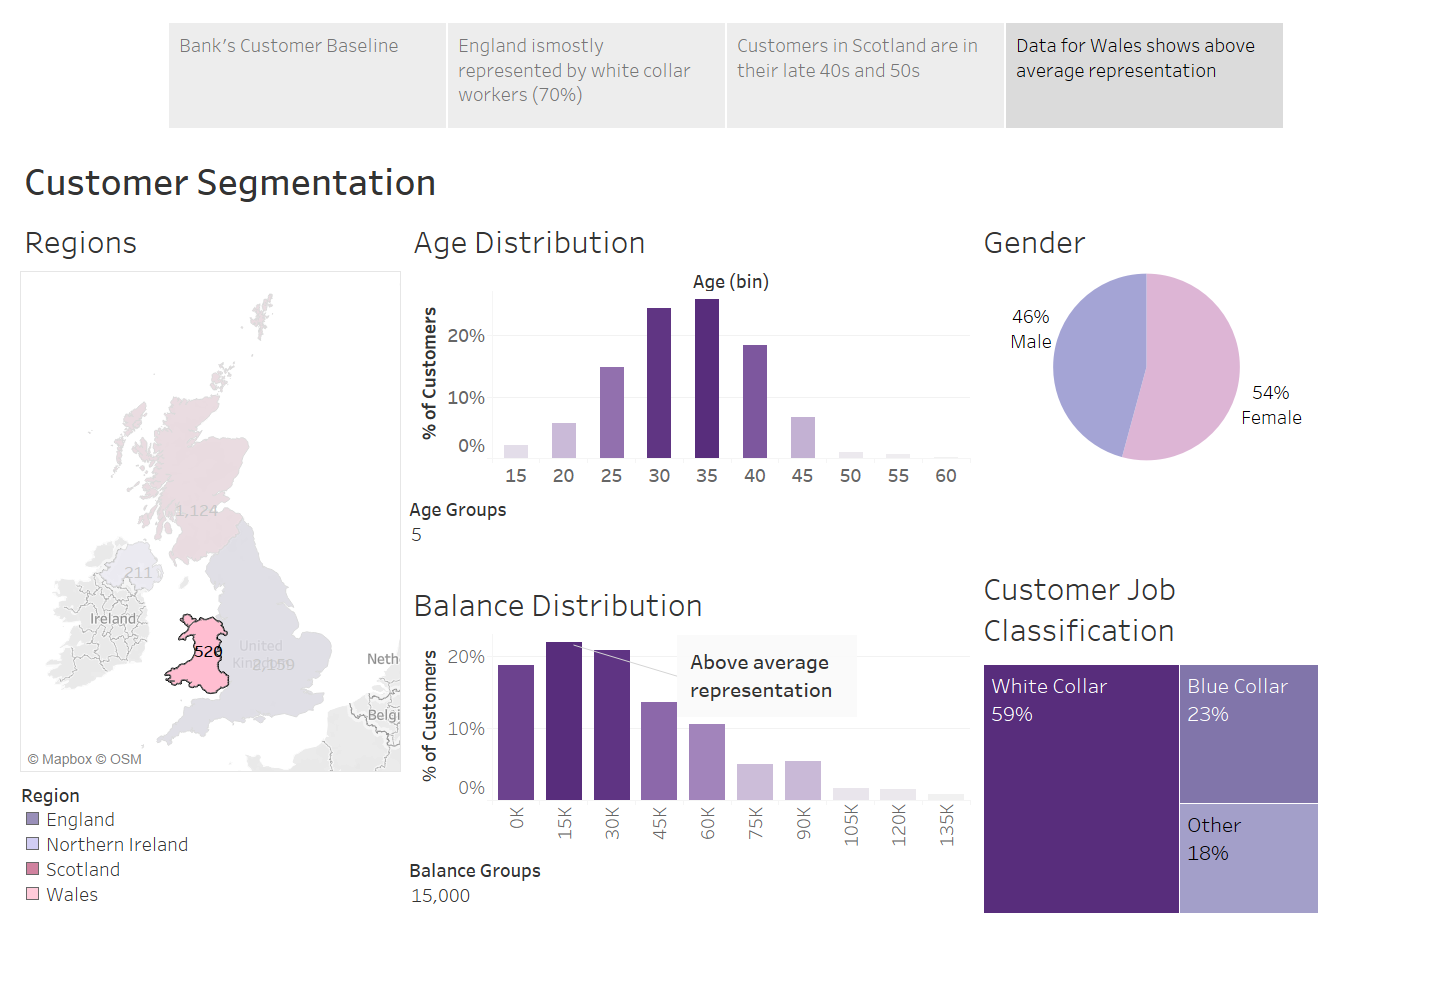 Bank's Customer Baseline
England ismostly
represented by white collar
workers (70%)
Customers in Scotland are in
their late 40s and 50s
Data for Wales shows above
average representation
Customer Segmentation
Regions
1,124
211
Ireland
520
United
Kingdom
2,159
Neth
Belgi
© Mapbox © OSM
Region
England
Northern Ireland
Scotland
Wales
Age Distribution
Age (bin)
% of Customers
20%
10%
0%
15 20 25 30 35 40 45 50 55 60
Age Groups
5
Balance Distribution
% of Customers
20%
10%
0%
Above average
representation
0K 15K 30K 45K 60K 75K 90K 105K 120K 135K
Balance Groups
15,000
Gender
46%
Male
54%
Female
Customer Job
Classification
White Collar
59%
Blue Collar
23%
Other
18%